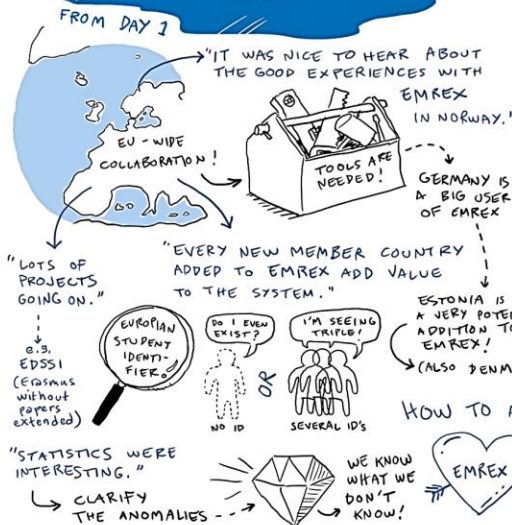 FROM DAY 1
"IT WAS NICE TO HEAR ABOUT
THE GOOD EXPERIENCES WITH
EMREX
IN NORWAY."
EU-WIDE
COLLABORATION!
TOOLS ARE
NEEDED!
GERMANY IS
A BIG USER
OF EMREX
"LOTS OF
PROJECTS
GOING ON."
e.g.
EDSSI
(Erasmus
without
papers
extended)
"EVERY NEW MEMBER COUNTRY
ADDED TO EMREX ADD VALUE
TO THE SYSTEM."
EUROPIAN
STUDENT
IDENTI-
FIER!
DO I EVEN
EXIST?
NO ID
OR
I'M SEEING
TRIPLE!
SEVERAL ID'S
ESTONIA IS
A VERY
ADDITION TO
EMREX!
(ALSO
HOW TO
"STATISTICS WERE
INTERESTING."
CLARIFY
THE ANOMALIES
WE KNOW
WHAT WE
DON'T
KNOW!
EMREX